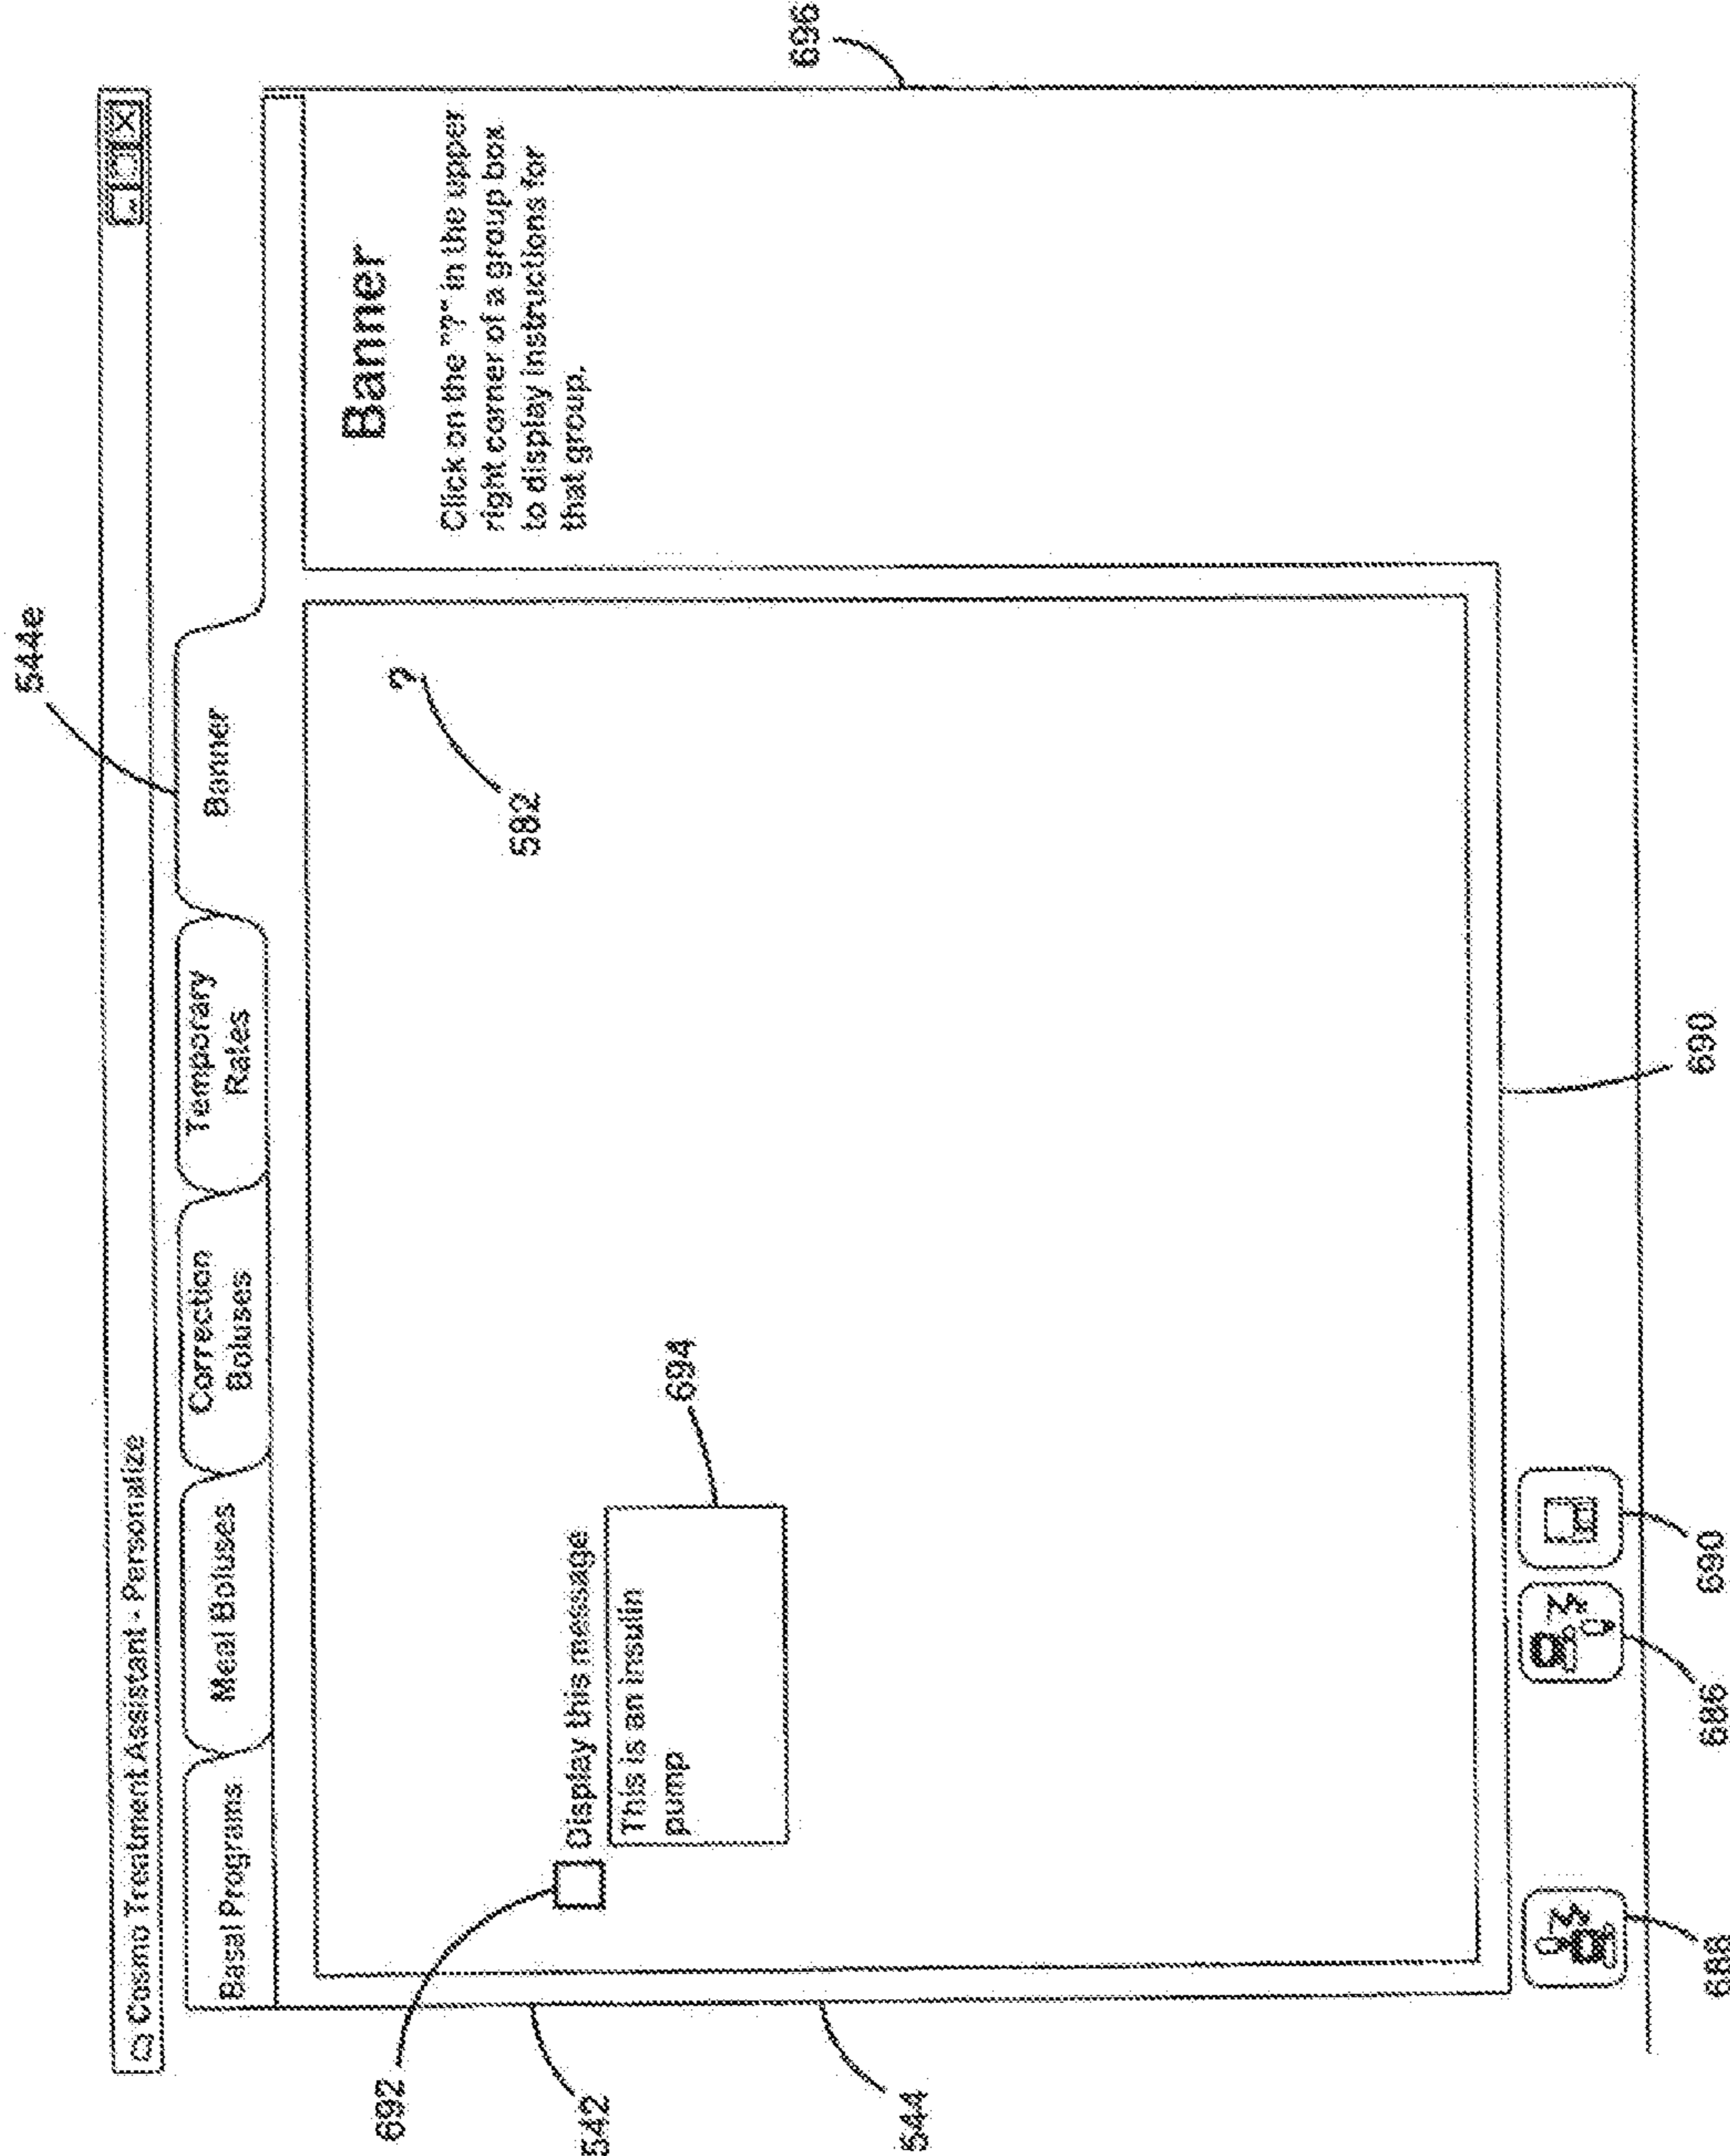 544e
Cosmo Treatment Assistant - Personalize
Basal Programs
Meal Boluses
Correction
Boluses
Temporary
Rates
Banner
?
582
Banner
Click on the "?" in the upper
right corner of a group box
to display instructions for
that group.
692
Display this message
This is an insulin
pump
694
542
544
696
688
686
690
690